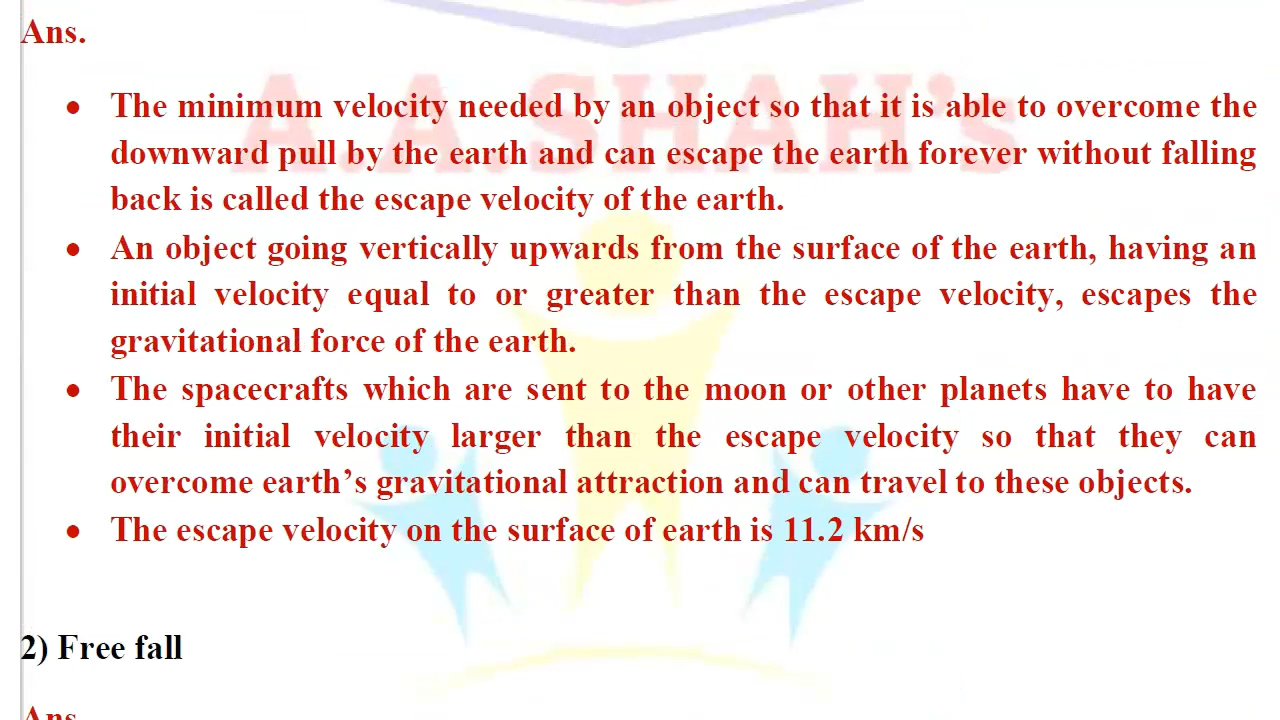 Ans.
A.A.SHAH's
• The minimum velocity needed by an object so that it is able to overcome the
downward pull by the earth and can escape the earth forever without falling
back is called the escape velocity of the earth.
• An object going vertically upwards from the surface of the earth, having an
initial velocity equal to or greater than the escape velocity, escapes the
gravitational force of the earth.
• The spacecrafts which are sent to the moon or other planets have to have
their initial velocity larger than the escape velocity so that they can
overcome earth’s gravitational attraction and can travel to these objects.
• The escape velocity on the surface of earth is 11.2 km/s
2) Free fall
Ans